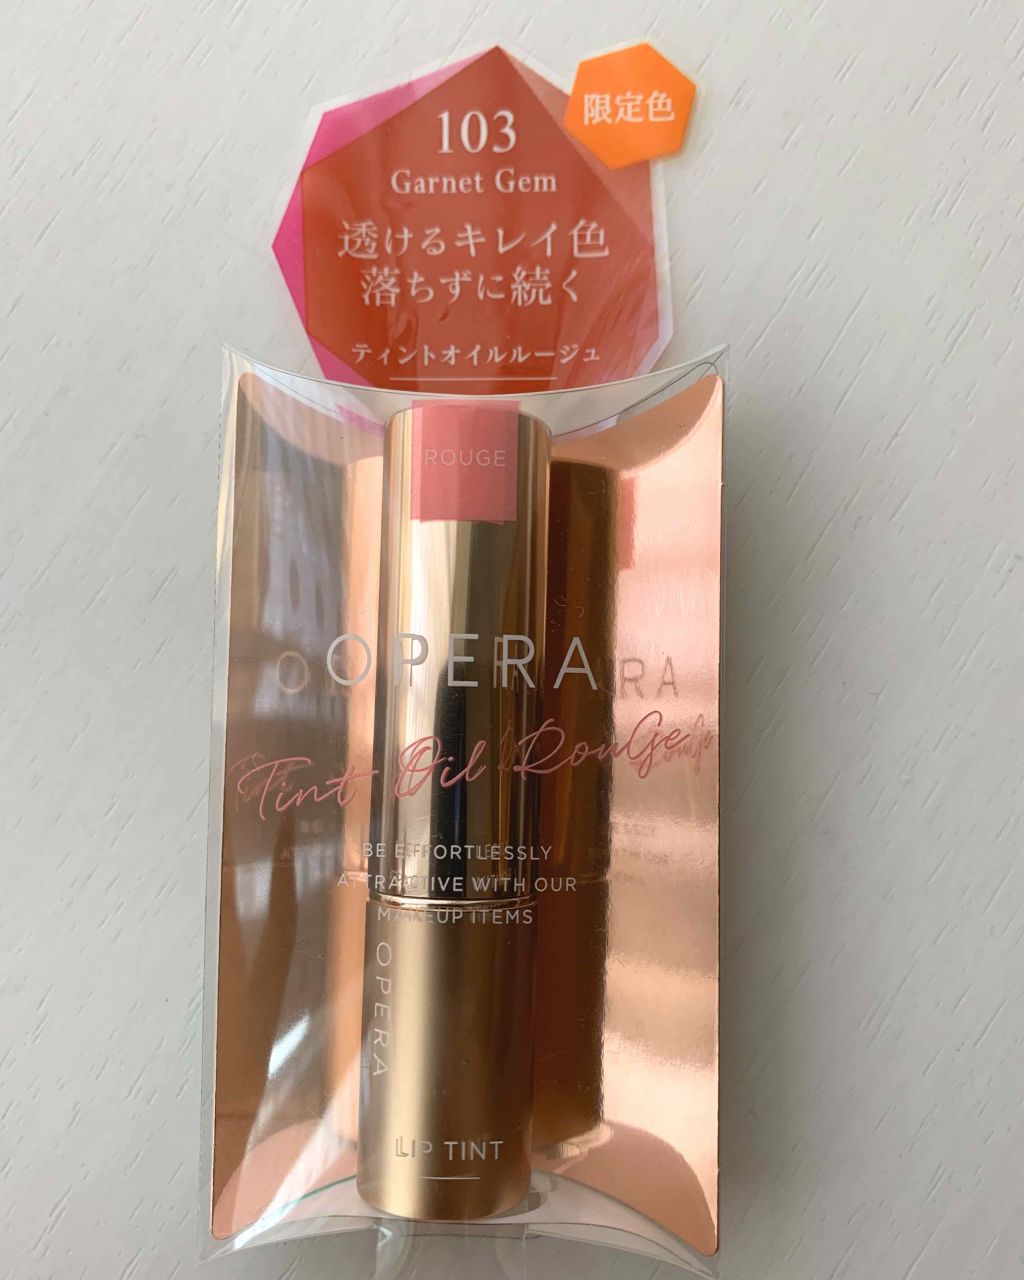 限定色
103
Garnet Gem
透けるキレイ色
落ちずに続く
ティントオイルルージュ
ROUGE
OPERA
Tint Oil RouGe
BE EFFORTLESSLY
ATTRACTIVE WITH OUR
MAKEUP ITEMS
OPERA
LIP TINT